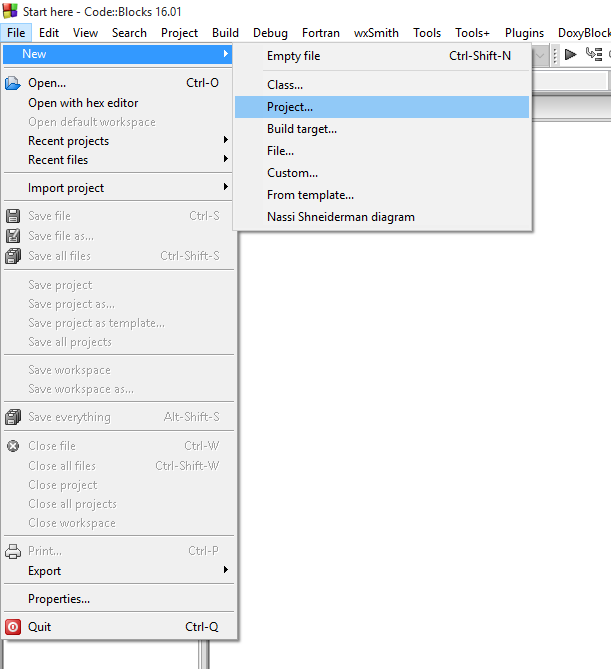 Start here - Code::Blocks 16.01
File Edit View Search Project Build Debug Fortran wxSmith Tools Tools+ Plugins DoxyBlock
New
Open... Ctrl-O
Open with hex editor
Open default workspace
Recent projects
Recent files
Import project
Save file Ctrl-S
Save file as...
Save all files Ctrl-Shift-S
Save project
Save project as...
Save project as template...
Save all projects
Save workspace
Save workspace as...
Save everything Alt-Shift-S
Close file Ctrl-W
Close all files Ctrl-Shift-W
Close project
Close all projects
Close workspace
Print... Ctrl-P
Export
Properties...
Quit Ctrl-Q
Empty file Ctrl-Shift-N
Class...
Project...
Build target...
File...
Custom...
From template...
Nassi Shneiderman diagram